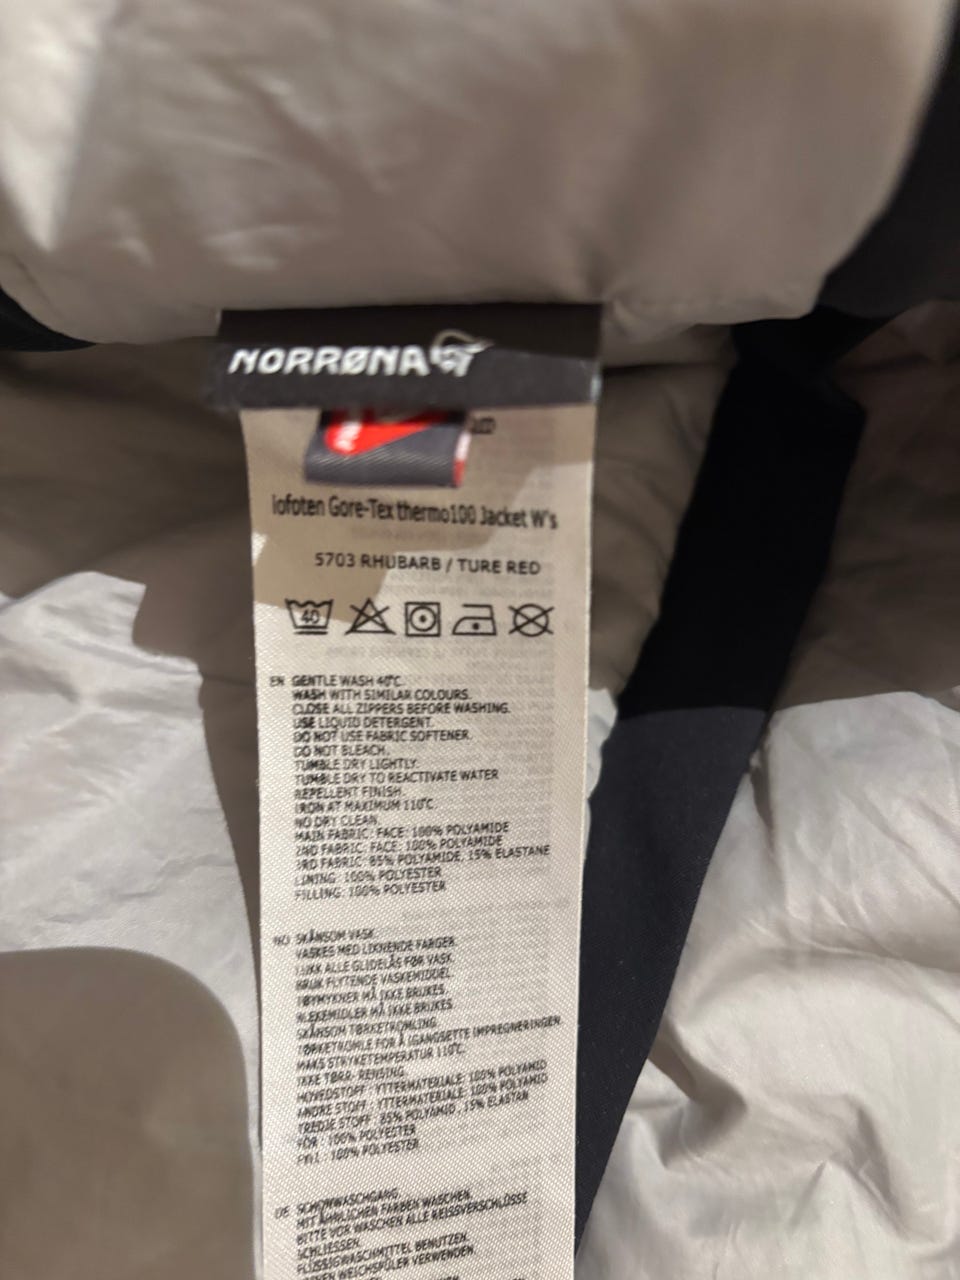 NORRØNA
lofoten Gore-Tex thermo100 Jacket W's
5703 RHUBARB / TURE RED
40
EN GENTLE WASH 40°C.
WASH WITH SIMILAR COLOURS.
CLOSE ALL ZIPPERS BEFORE WASHING.
USE LIQUID DETERGENT.
DO NOT USE FABRIC SOFTENER.
DO NOT BLEACH.
TUMBLE DRY LIGHTLY.
TUMBLE DRY TO REACTIVATE WATER
REPELLENT FINISH.
IRON AT MAXIMUM 110°C.
NO DRY CLEAN.
MAIN FABRIC: FACE: 100% POLYAMIDE
2ND FABRIC: FACE: 100% POLYAMIDE
3RD FABRIC: 85% POLYAMIDE, 15% ELASTANE
LINING: 100% POLYESTER
FILLING: 100% POLYESTER
NO SKÅNSOM VASK.
VASKES MED LIKNENDE FARGER.
LUKK ALLE GLIDELÅS FØR VASK.
BRUK FLYTENDE VASKEMIDDEL.
TØYMYKNER MÅ IKKE BRUKES.
BLEKEMIDLER MÅ IKKE BRUKES.
SKÅNSOM TØRKETROMLING.
TØRKETROMLE FOR Å IGANGSETTE IMPREGNERINGEN.
MAKS STRYKETEMPERATUR 110°C.
IKKE TØRR- RENSING.
HOVEDSTOFF : YTTERMATERIALE: 100% POLYAMID
ANDRE STOFF : YTTERMATERIALE: 100% POLYAMID
TREDJE STOFF : 85% POLYAMID, 15% ELASTAN
FÔR : 100% POLYESTER
FYLL : 100% POLYESTER
DE SCHONWASCHGANG.
MIT ÄHNLICHEN FARBEN WASCHEN.
BITTE VOR WASCHEN ALLE REISSVERSCHLÜSSE
SCHLIESSEN.
FLÜSSIGWASCHMITTEL BENUTZEN.
WEICHSPÜLER VERWENDEN.